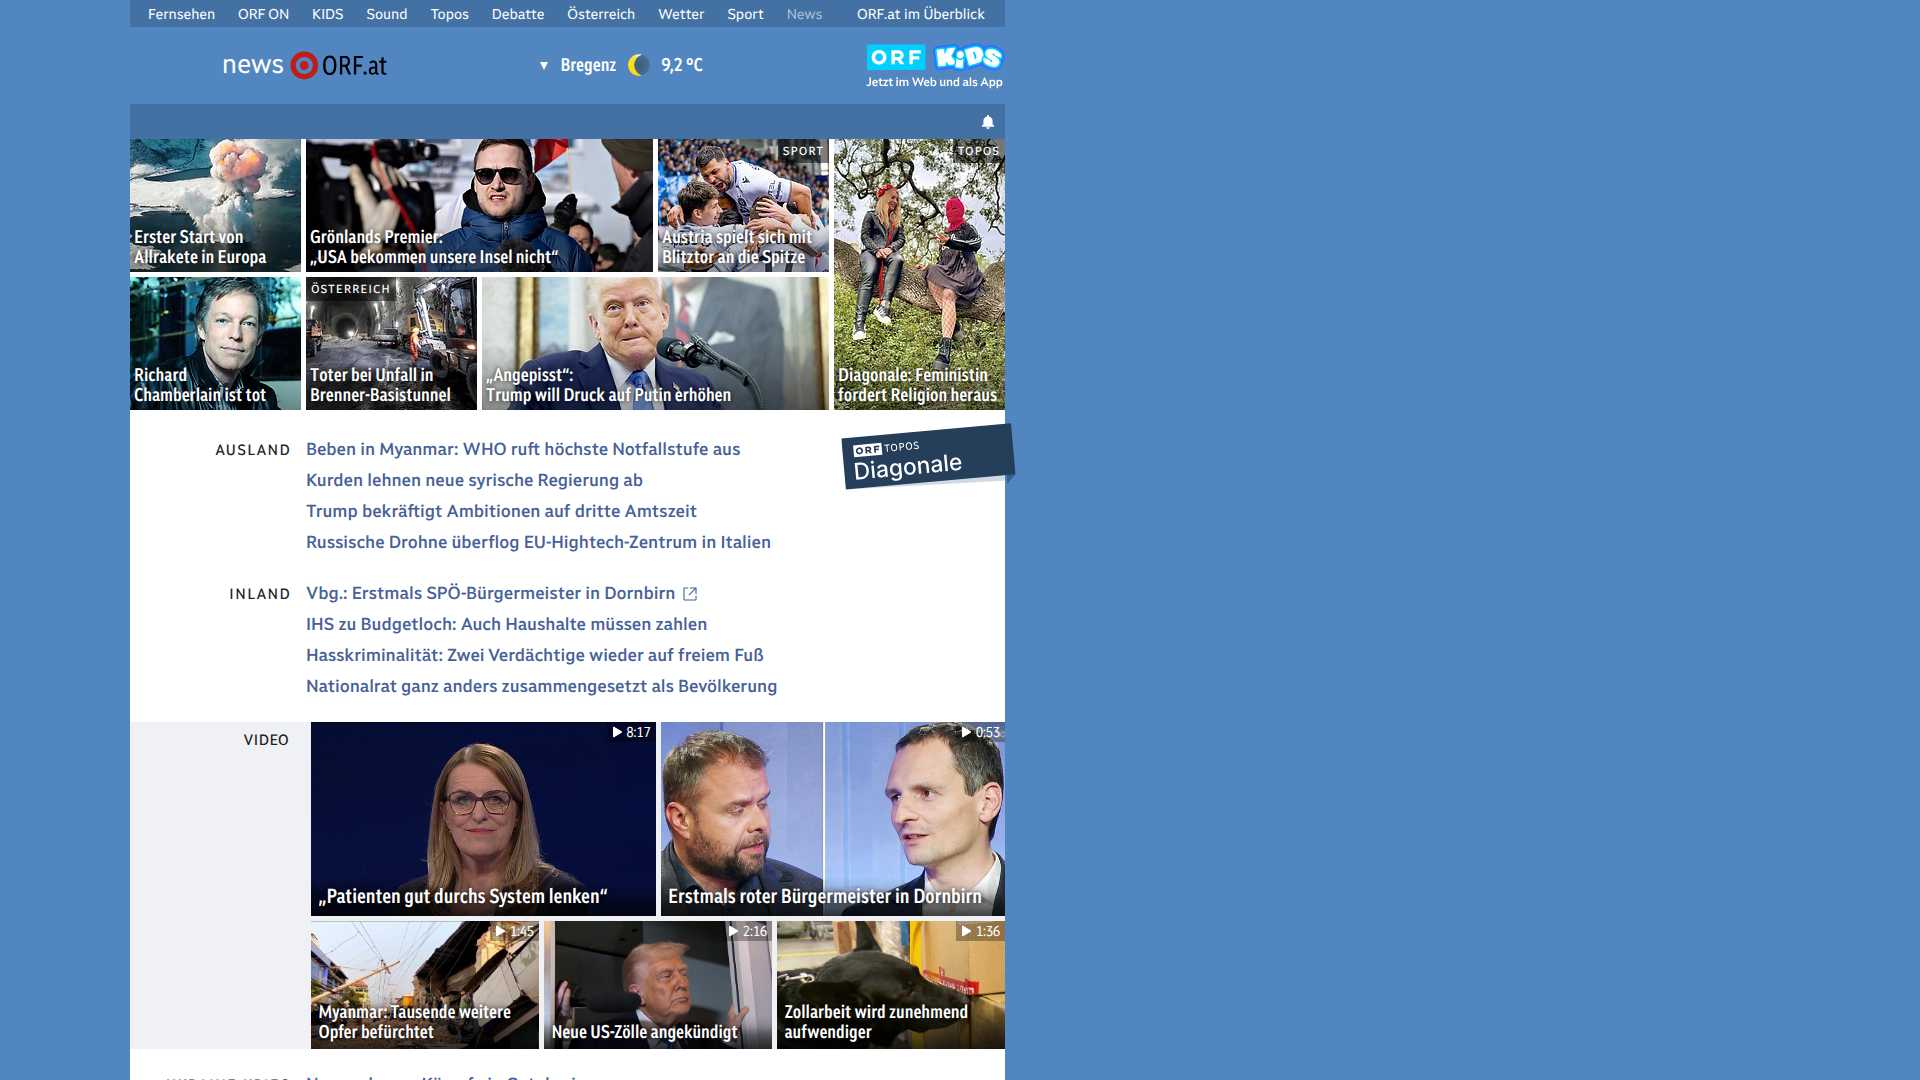 Fernsehen ORF ON KIDS Sound Topos Debatte Österreich Wetter Sport News ORF.at im Überblick
news ORF.at
Bregenz 9,2 °C
ORF KIDS
Jetzt im Web und als App
Erster Start von
Allrakete in Europa
Grönlands Premier:
„USA bekommen unsere Insel nicht“
SPORT
Austria spielt sich mit
Blitztor an die Spitze
TOPOS
Diagonale: Feministin
fordert Religion heraus
Richard
Chamberlain ist tot
ÖSTERREICH
Toter bei Unfall in
Brenner-Basistunnel
„Angepisst“:
Trump will Druck auf Putin erhöhen
AUSLAND
Beben in Myanmar: WHO ruft höchste Notfallstufe aus
Kurden lehnen neue syrische Regierung ab
Trump bekräftigt Ambitionen auf dritte Amtszeit
Russische Drohne überflog EU-Hightech-Zentrum in Italien
ORF TOPOS
Diagonale
INLAND
Vbg.: Erstmals SPÖ-Bürgermeister in Dornbirn
IHS zu Budgetloch: Auch Haushalte müssen zahlen
Hasskriminalität: Zwei Verdächtige wieder auf freiem Fuß
Nationalrat ganz anders zusammengesetzt als Bevölkerung
VIDEO
8:17
„Patienten gut durchs System lenken“
0:53
Erstmals roter Bürgermeister in Dornbirn
1:45
Myanmar: Tausende weitere
Opfer befürchtet
2:16
Neue US-Zölle angekündigt
1:36
Zollarbeit wird zunehmend
aufwendiger